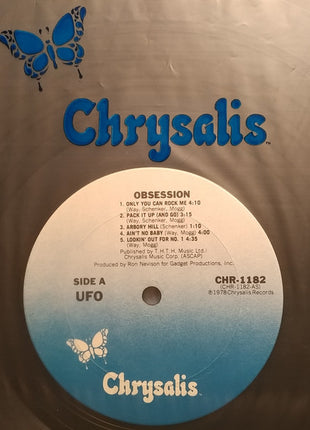 Chrysalis™
OBSESSION
1. ONLY YOU CAN ROCK ME 4:10
(Way, Schenker, Mogg)
2. PACK IT UP (AND GO) 3:15
(Way, Schenker, Mogg)
3. ARBORY HILL (Schenker) 1:10
4. AIN'T NO BABY (Way, Mogg) 4:00
5. LOOKIN' OUT FOR NO. 1 4:35
(Way, Mogg)
Published by T.H.T.H. Music Ltd./
Chrysalis Music Corp. (ASCAP)
Produced by Ron Nevison for Gadget Productions, Inc.
SIDE A
UFO
CHR-1182
(CHR-1182-AS)
℗1978 Chrysalis Records
Chrysalis™